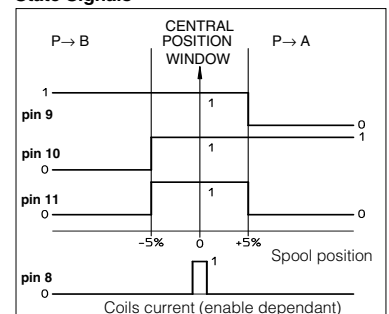 State Signals
CENTRAL
P→ B POSITION P→ A
WINDOW
1 1
pin 9
0
1
pin 10 1
0
1
pin 11
0 0
-5% 0 +5%
Spool position
1
pin 8
0
Coils current (enable dependant)